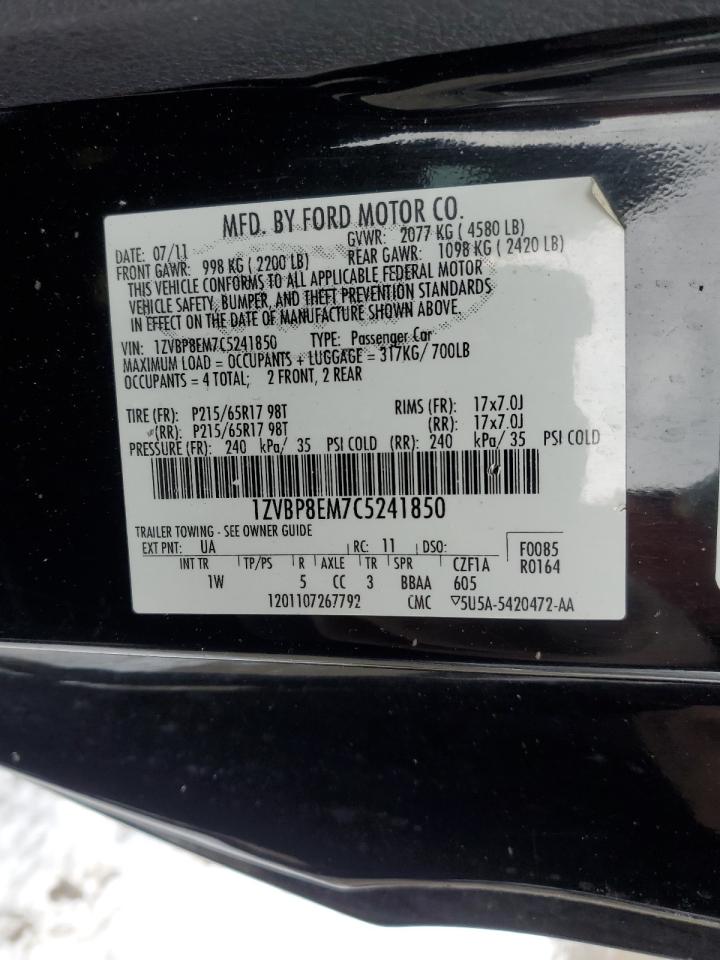 MFD. BY FORD MOTOR CO.
DATE: 07/11 GVWR: 2077 KG ( 4580 LB)
FRONT GAWR: 998 KG ( 2200 LB) REAR GAWR: 1098 KG ( 2420 LB)
THIS VEHICLE CONFORMS TO ALL APPLICABLE FEDERAL MOTOR
VEHICLE SAFETY, BUMPER, AND THEFT PREVENTION STANDARDS
IN EFFECT ON THE DATE OF MANUFACTURE SHOWN ABOVE.
VIN: 1ZVBP8EM7C5241850 TYPE: Passenger Car
MAXIMUM LOAD = OCCUPANTS + LUGGAGE = 317KG/ 700LB
OCCUPANTS = 4 TOTAL; 2 FRONT, 2 REAR
TIRE (FR): P215/65R17 98T RIMS (FR): 17x7.0J
(RR): P215/65R17 98T (RR): 17x7.0J
PRESSURE (FR): 240 kPa/ 35 PSI COLD (RR): 240 kPa/ 35 PSI COLD
1ZVBP8EM7C5241850
TRAILER TOWING - SEE OWNER GUIDE
EXT PNT: UA RC: 11 DSO: F0085
INT TR TP/PS R AXLE TR SPR CZF1A R0164
1W 5 CC 3 BBAA 605
1201107267792 CMC ▽5U5A-5420472-AA